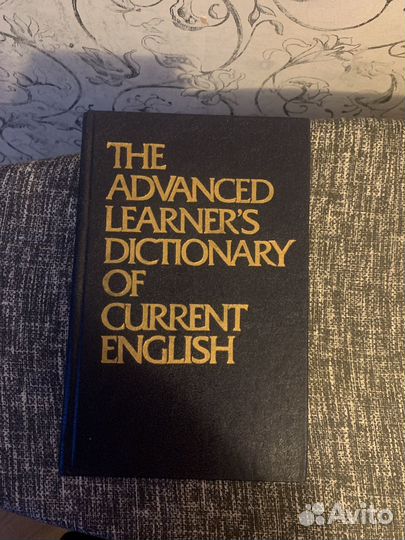 THE
ADVANCED
LEARNER'S
DICTIONARY
OF
CURRENT
ENGLISH
Avito